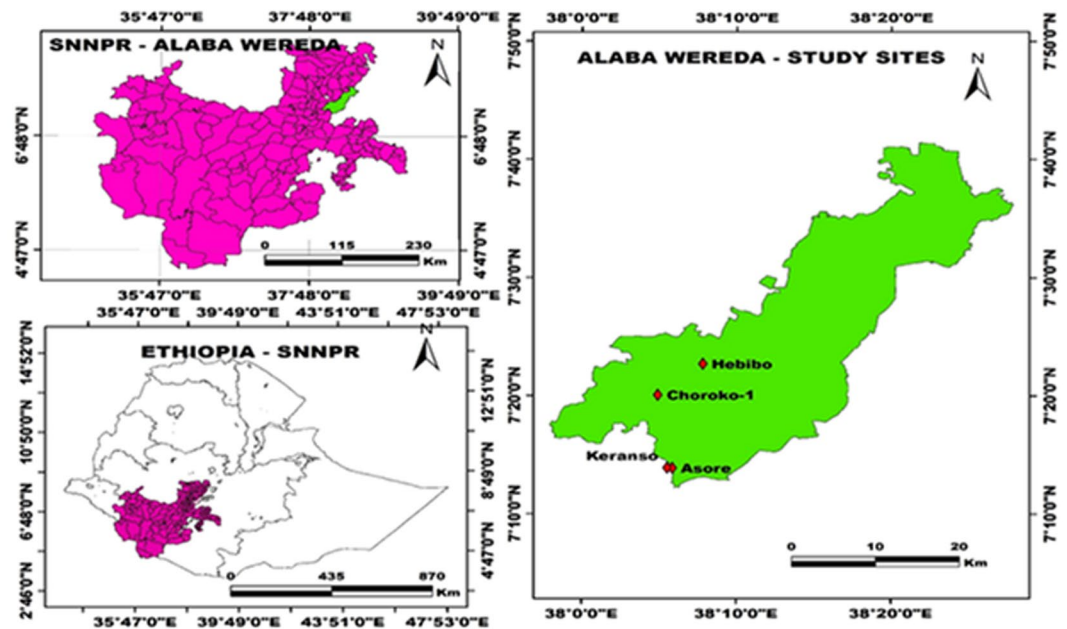 35°47'0"E 37°48'0"E 39°49'0"E
SNNPR - ALABA WEREDA
N
6°48'0"N
6°48'0"N
4°47'0"N
4°47'0"N
0 115 230
Km
35°47'0"E 37°48'0"E 39°49'0"E
35°47'0"E 39°49'0"E 43°51'0"E 47°53'0"E
ETHIOPIA - SNNPR
N
14°52'0"N
10°50'0"N
6°48'0"N
2°46'0"N
12°51'0"N
8°49'0"N
4°47'0"N
0 435 870
Km
35°47'0"E 39°49'0"E 43°51'0"E 47°53'0"E
38°0'0"E 38°10'0"E 38°20'0"E
ALABA WEREDA - STUDY SITES
N
7°50'0"N
7°40'0"N
7°30'0"N
7°20'0"N
7°10'0"N
7°40'0"N
7°30'0"N
7°20'0"N
7°10'0"N
Hebibo
Choroko-1
Keranso
Asore
0 10 20
Km
38°0'0"E 38°10'0"E 38°20'0"E